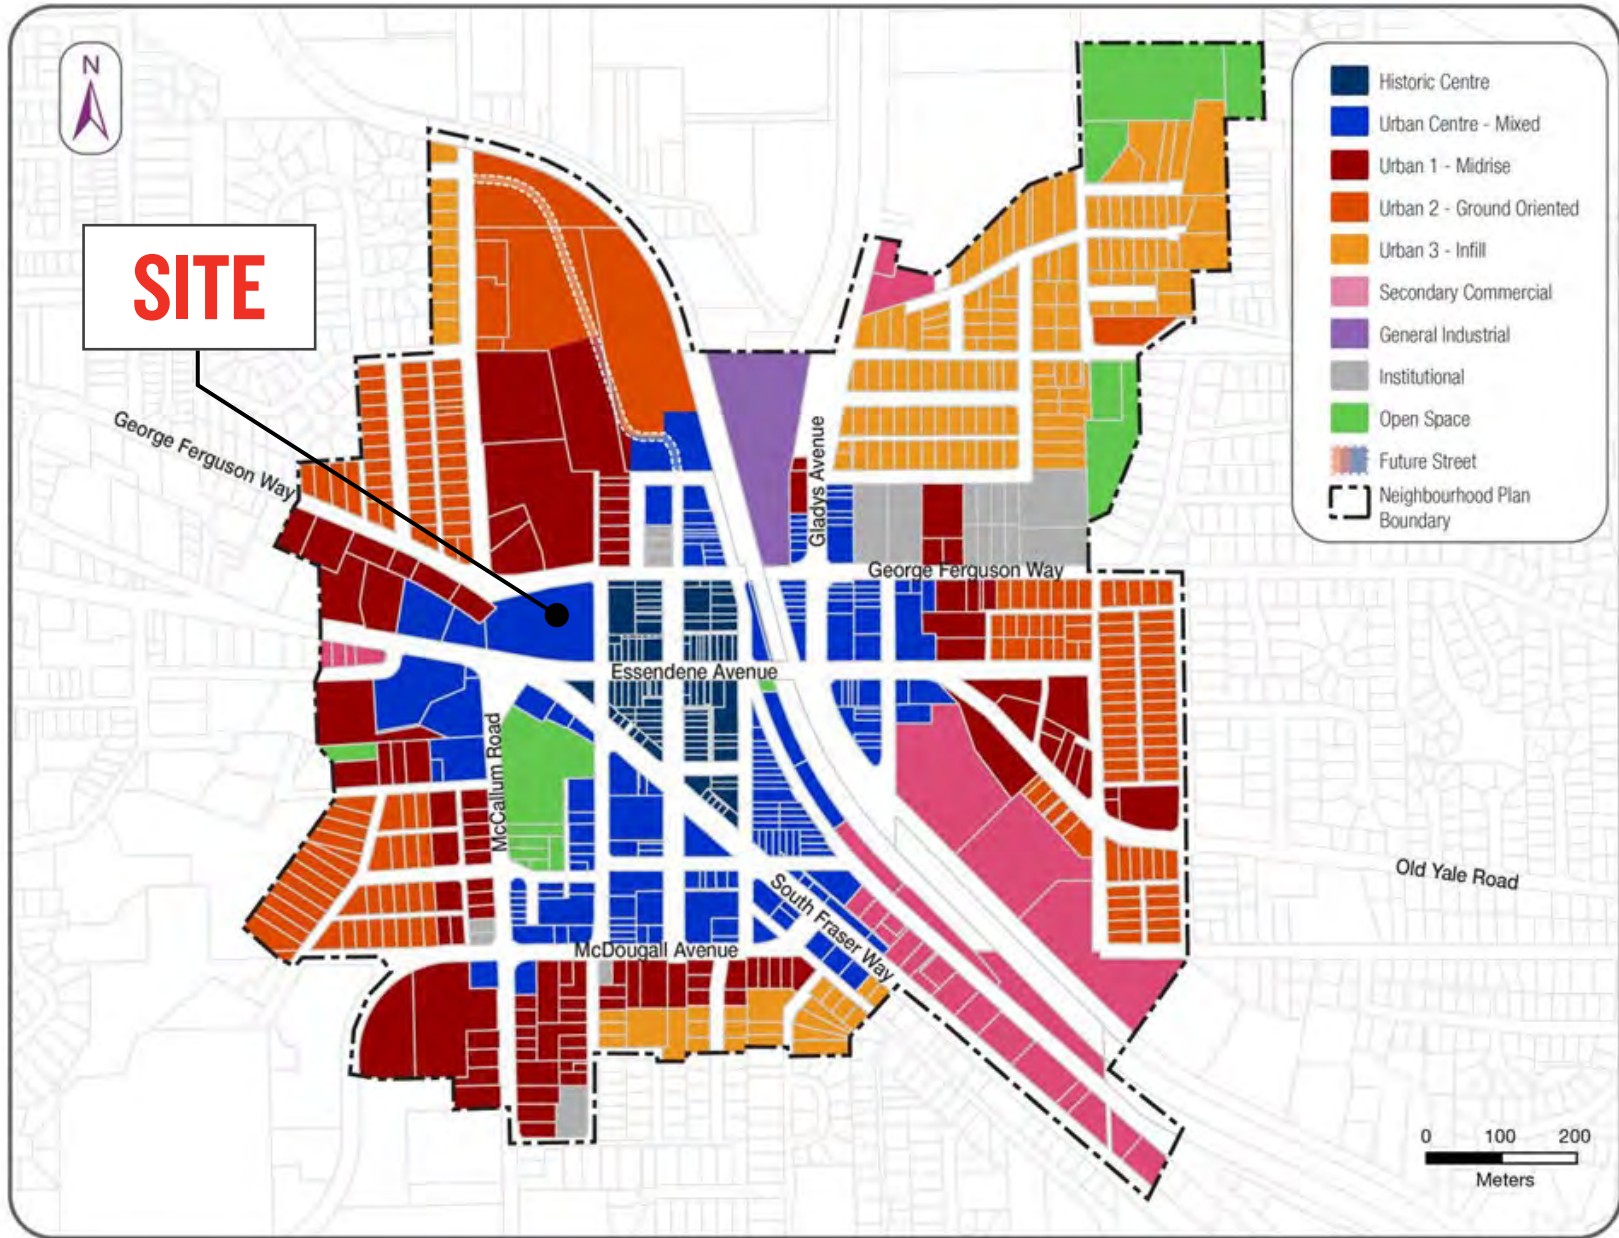 N
SITE
Historic Centre
Urban Centre - Mixed
Urban 1 - Midrise
Urban 2 - Ground Oriented
Urban 3 - Infill
Secondary Commercial
General Industrial
Institutional
Open Space
Future Street
Neighbourhood Plan
Boundary
George Ferguson Way
Gladys Avenue
George Ferguson Way
Essendene Avenue
McCallum Road
South Fraser Way
Old Yale Road
McDougall Avenue
0 100 200
Meters